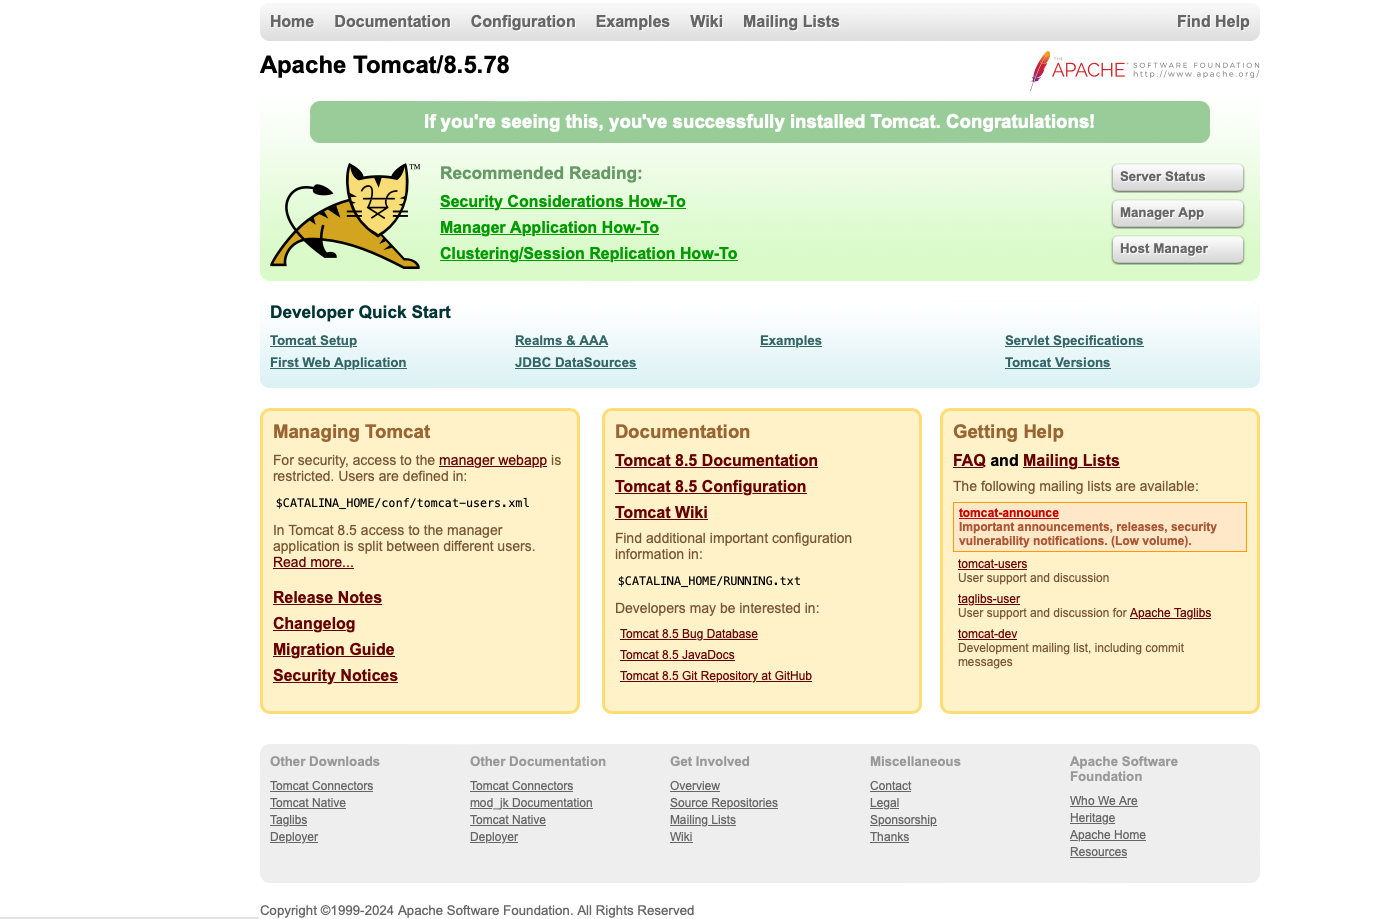 Home Documentation Configuration Examples Wiki Mailing Lists Find Help
Apache Tomcat/8.5.78
THE APACHE® SOFTWARE FOUNDATION
http://www.apache.org/
If you're seeing this, you've successfully installed Tomcat. Congratulations!
TM
Recommended Reading:
Security Considerations How-To
Manager Application How-To
Clustering/Session Replication How-To
Server Status
Manager App
Host Manager
Developer Quick Start
Tomcat Setup
First Web Application
Realms & AAA
JDBC DataSources
Examples
Servlet Specifications
Tomcat Versions
Managing Tomcat
For security, access to the manager webapp is
restricted. Users are defined in:
$CATALINA_HOME/conf/tomcat-users.xml
In Tomcat 8.5 access to the manager
application is split between different users.
Read more...
Release Notes
Changelog
Migration Guide
Security Notices
Documentation
Tomcat 8.5 Documentation
Tomcat 8.5 Configuration
Tomcat Wiki
Find additional important configuration
information in:
$CATALINA_HOME/RUNNING.txt
Developers may be interested in:
Tomcat 8.5 Bug Database
Tomcat 8.5 JavaDocs
Tomcat 8.5 Git Repository at GitHub
Getting Help
FAQ and Mailing Lists
The following mailing lists are available:
tomcat-announce
Important announcements, releases, security
vulnerability notifications. (Low volume).
tomcat-users
User support and discussion
taglibs-user
User support and discussion for Apache Taglibs
tomcat-dev
Development mailing list, including commit
messages
Other Downloads
Tomcat Connectors
Tomcat Native
Taglibs
Deployer
Other Documentation
Tomcat Connectors
mod_jk Documentation
Tomcat Native
Deployer
Get Involved
Overview
Source Repositories
Mailing Lists
Wiki
Miscellaneous
Contact
Legal
Sponsorship
Thanks
Apache Software
Foundation
Who We Are
Heritage
Apache Home
Resources
Copyright ©1999-2024 Apache Software Foundation. All Rights Reserved